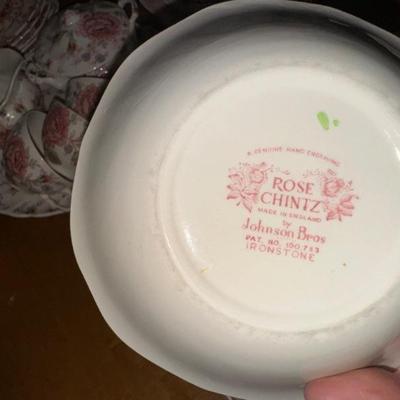 A GENUINE HAND ENGRAVING
ROSE
CHINTZ
MADE IN ENGLAND
by
Johnson Bros
PAT. NO. 100,753
IRONSTONE